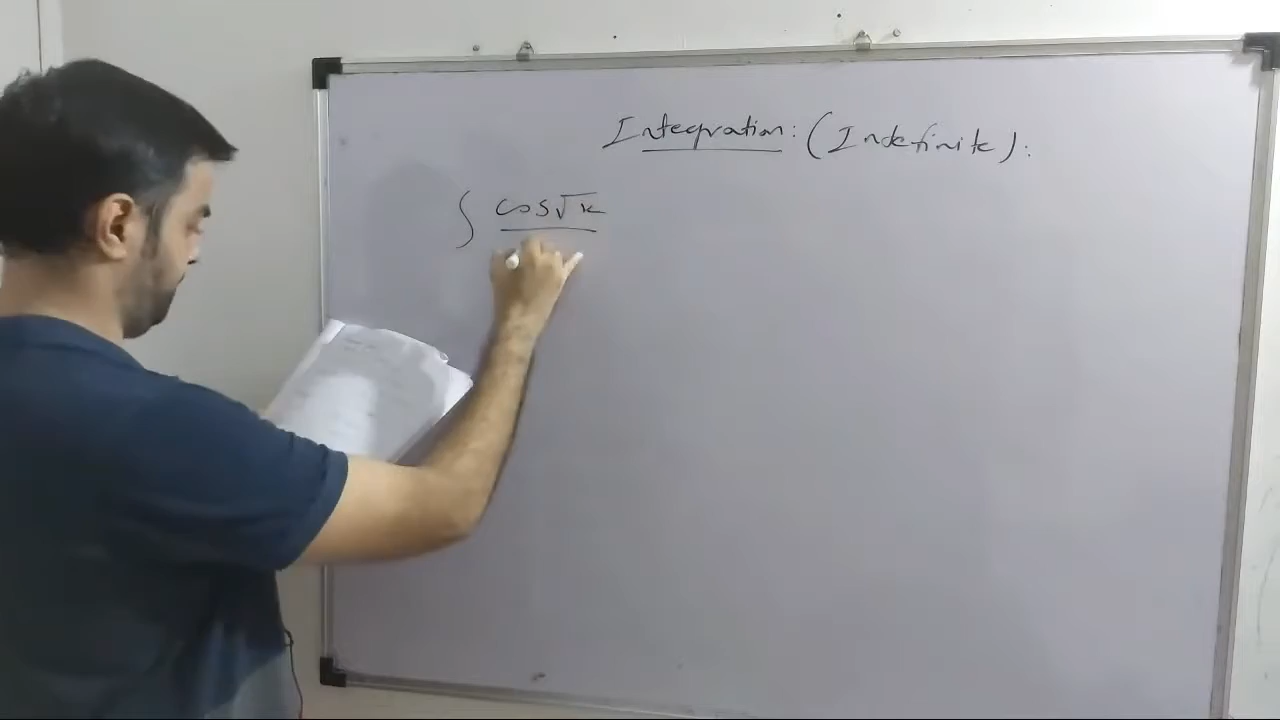 Integration: (Indefinite):
∫ cos√x